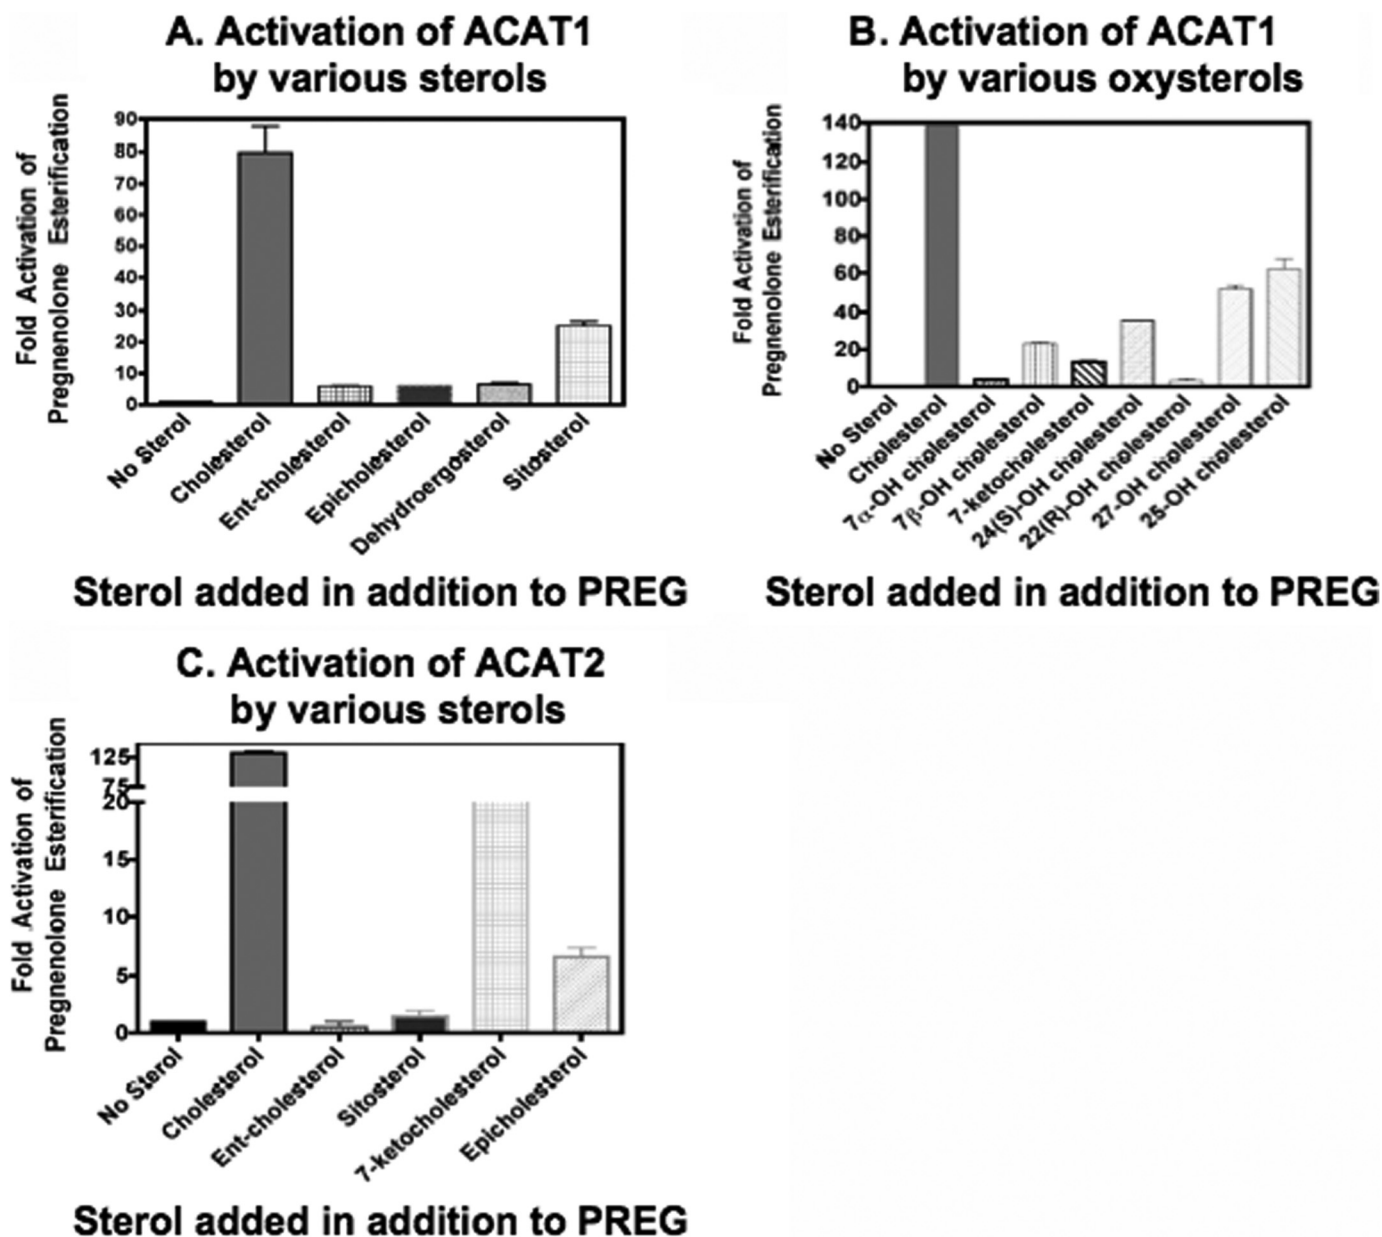 A. Activation of ACAT1
by various sterols
Fold Activation of
Pregnenolone Esterification
90
80
70
60
50
40
30
20
10
0
No Sterol
Cholesterol
Ent-cholesterol
Epicholesterol
Dehydroergosterol
Sitosterol
Sterol added in addition to PREG
B. Activation of ACAT1
by various oxysterols
Fold Activation of
Pregnenolone Esterification
140
120
100
80
60
40
20
0
No Sterol
Cholesterol
7α-OH cholesterol
7β-OH cholesterol
7-ketocholesterol
24(S)-OH cholesterol
22(R)-OH cholesterol
27-OH cholesterol
25-OH cholesterol
Sterol added in addition to PREG
C. Activation of ACAT2
by various sterols
Fold Activation of
Pregnenolone Esterification
125
75
20
15
10
5
0
No Sterol
Cholesterol
Ent-cholesterol
Sitosterol
7-ketocholesterol
Epicholesterol
Sterol added in addition to PREG